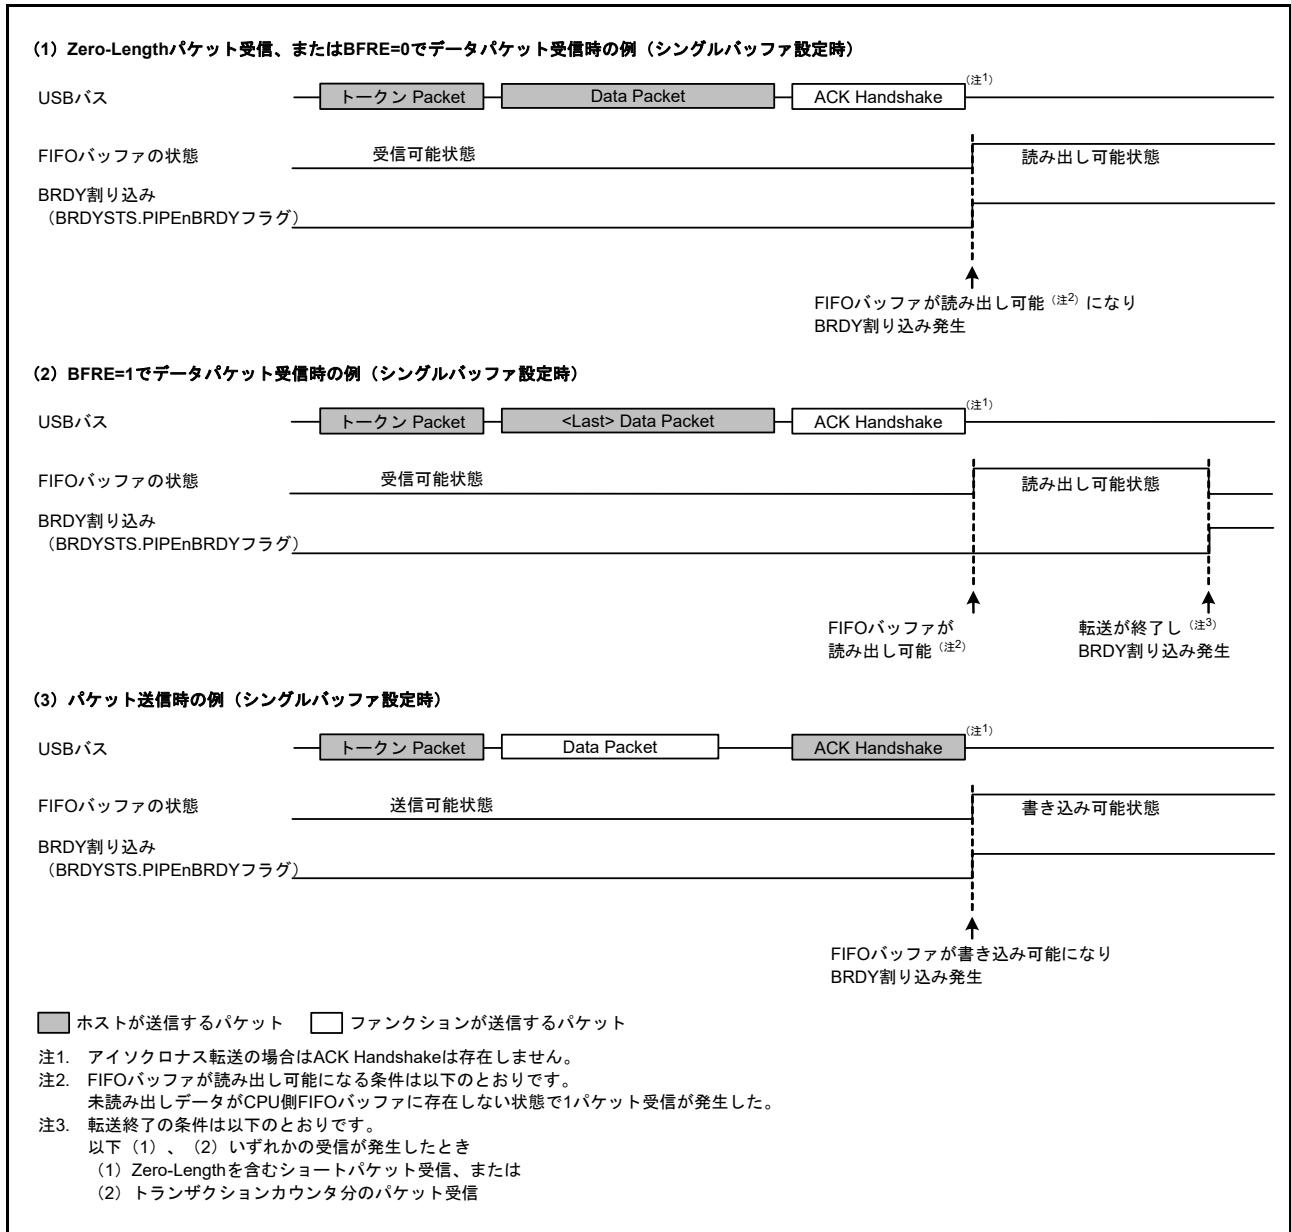 （1）Zero-Lengthパケット受信、またはBFRE=0でデータパケット受信時の例（シングルバッファ設定時）
USBバス トークン Packet Data Packet ACK Handshake （注1）
FIFOバッファの状態 受信可能状態 読み出し可能状態
BRDY割り込み
（BRDYSTS.PIPEnBRDYフラグ）
FIFOバッファが読み出し可能（注2）になり
BRDY割り込み発生
（2）BFRE=1でデータパケット受信時の例（シングルバッファ設定時）
USBバス トークン Packet <Last> Data Packet ACK Handshake （注1）
FIFOバッファの状態 受信可能状態 読み出し可能状態
BRDY割り込み
（BRDYSTS.PIPEnBRDYフラグ）
FIFOバッファが
読み出し可能（注2）
転送が終了し（注3）
BRDY割り込み発生
（3）パケット送信時の例（シングルバッファ設定時）
USBバス トークン Packet Data Packet ACK Handshake （注1）
FIFOバッファの状態 送信可能状態 書き込み可能状態
BRDY割り込み
（BRDYSTS.PIPEnBRDYフラグ）
FIFOバッファが書き込み可能になり
BRDY割り込み発生
ホストが送信するパケット ファンクションが送信するパケット
注1. アイソクロナス転送の場合はACK Handshakeは存在しません。
注2. FIFOバッファが読み出し可能になる条件は以下のとおりです。
未読み出しデータがCPU側FIFOバッファに存在しない状態で1パケット受信が発生した。
注3. 転送終了の条件は以下のとおりです。
以下（1）、（2）いずれかの受信が発生したとき
（1）Zero-Lengthを含むショートパケット受信、または
（2）トランザクションカウンタ分のパケット受信